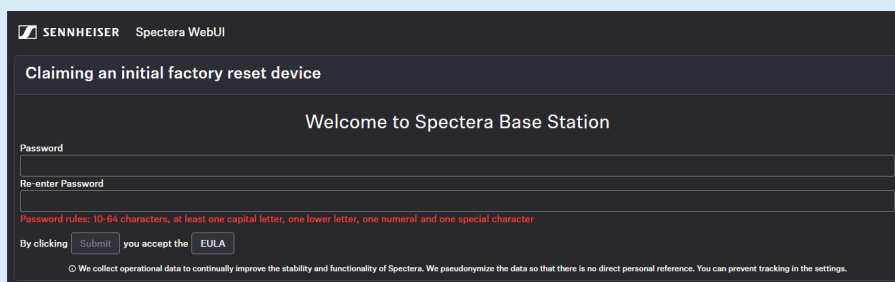 SENNHEISER Spectera WebUI
Claiming an initial factory reset device
Welcome to Spectera Base Station
Password
Re-enter Password
Password rules: 10-64 characters, at least one capital letter, one lower letter, one numeral and one special character
By clicking Submit you accept the EULA
We collect operational data to continually improve the stability and functionality of Spectera. We pseudonymize the data so that there is no direct personal reference. You can prevent tracking in the settings.